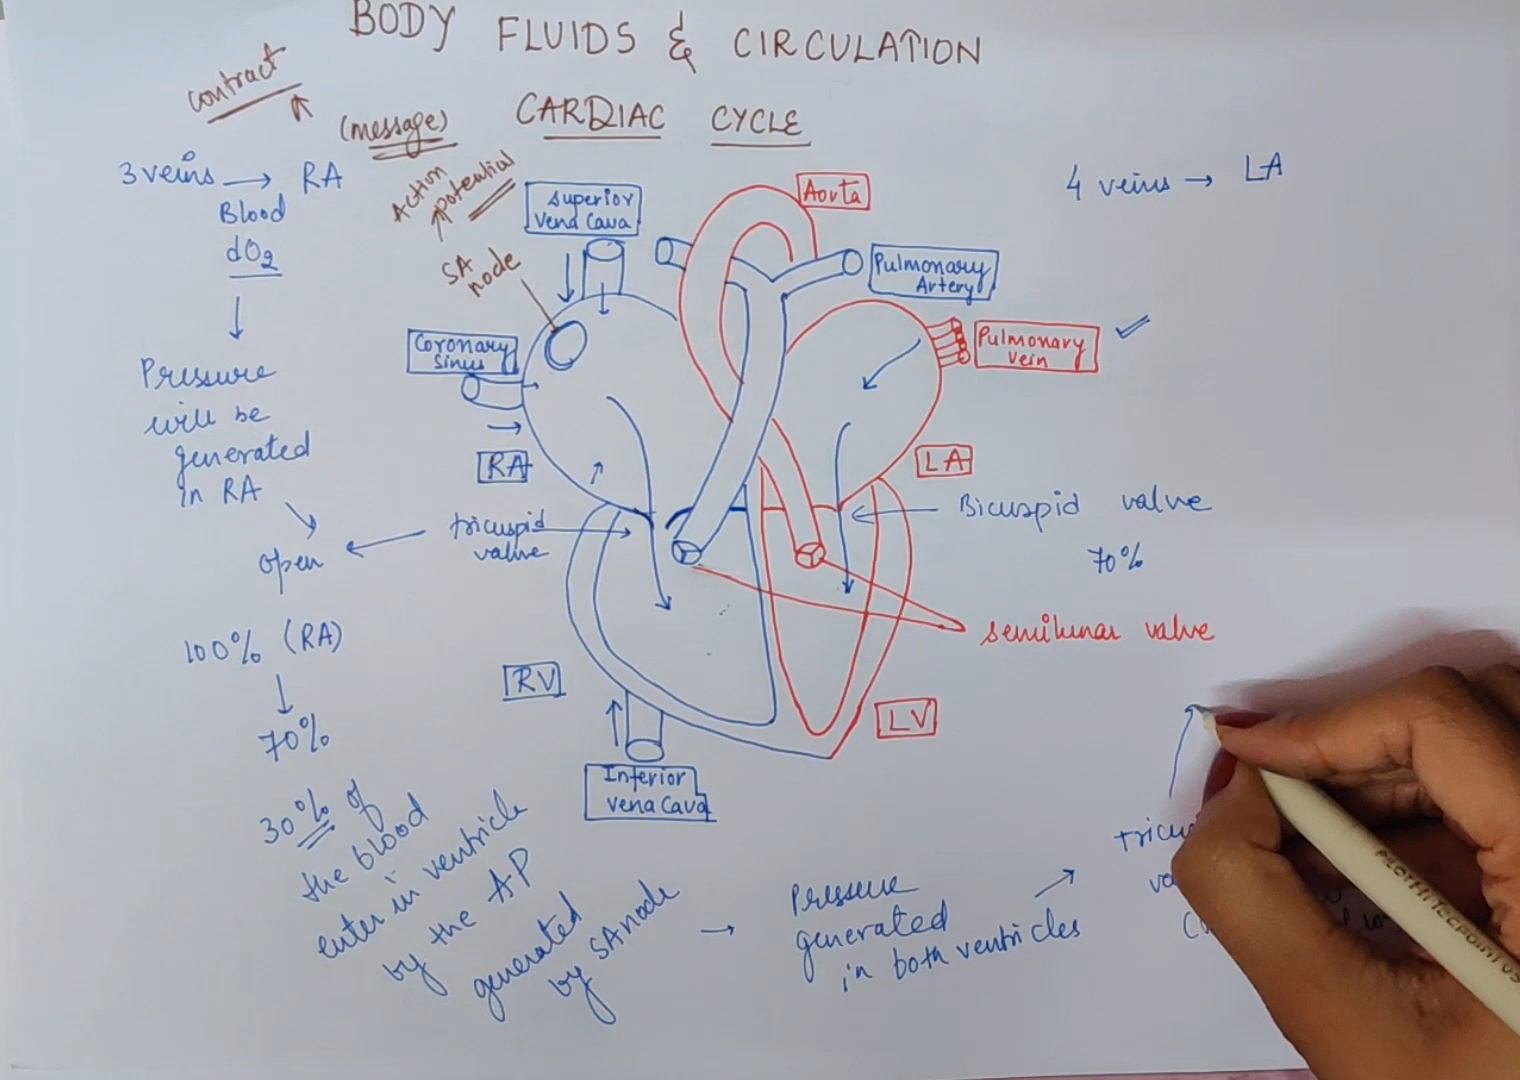 BODY FLUIDS & CIRCULATION
CARDIAC CYCLE
contract
(message)
Action
potential
SA
node
3 veins → RA
Blood
dO2
Pressure
will be
generated
in RA
open
100% (RA)
70%
30% of
the blood
enter in ventricle
by the AP
generated
by SA node
Superior
Vena Cava
Aorta
Pulmonary
Artery
Pulmonary
vein
Coronary
Sinus
RA
LA
tricuspid
valve
Bicuspid valve
70%
semilunar valve
RV
LV
Inferior
Vena Cava
4 veins → LA
Pressure
generated
in both ventricles